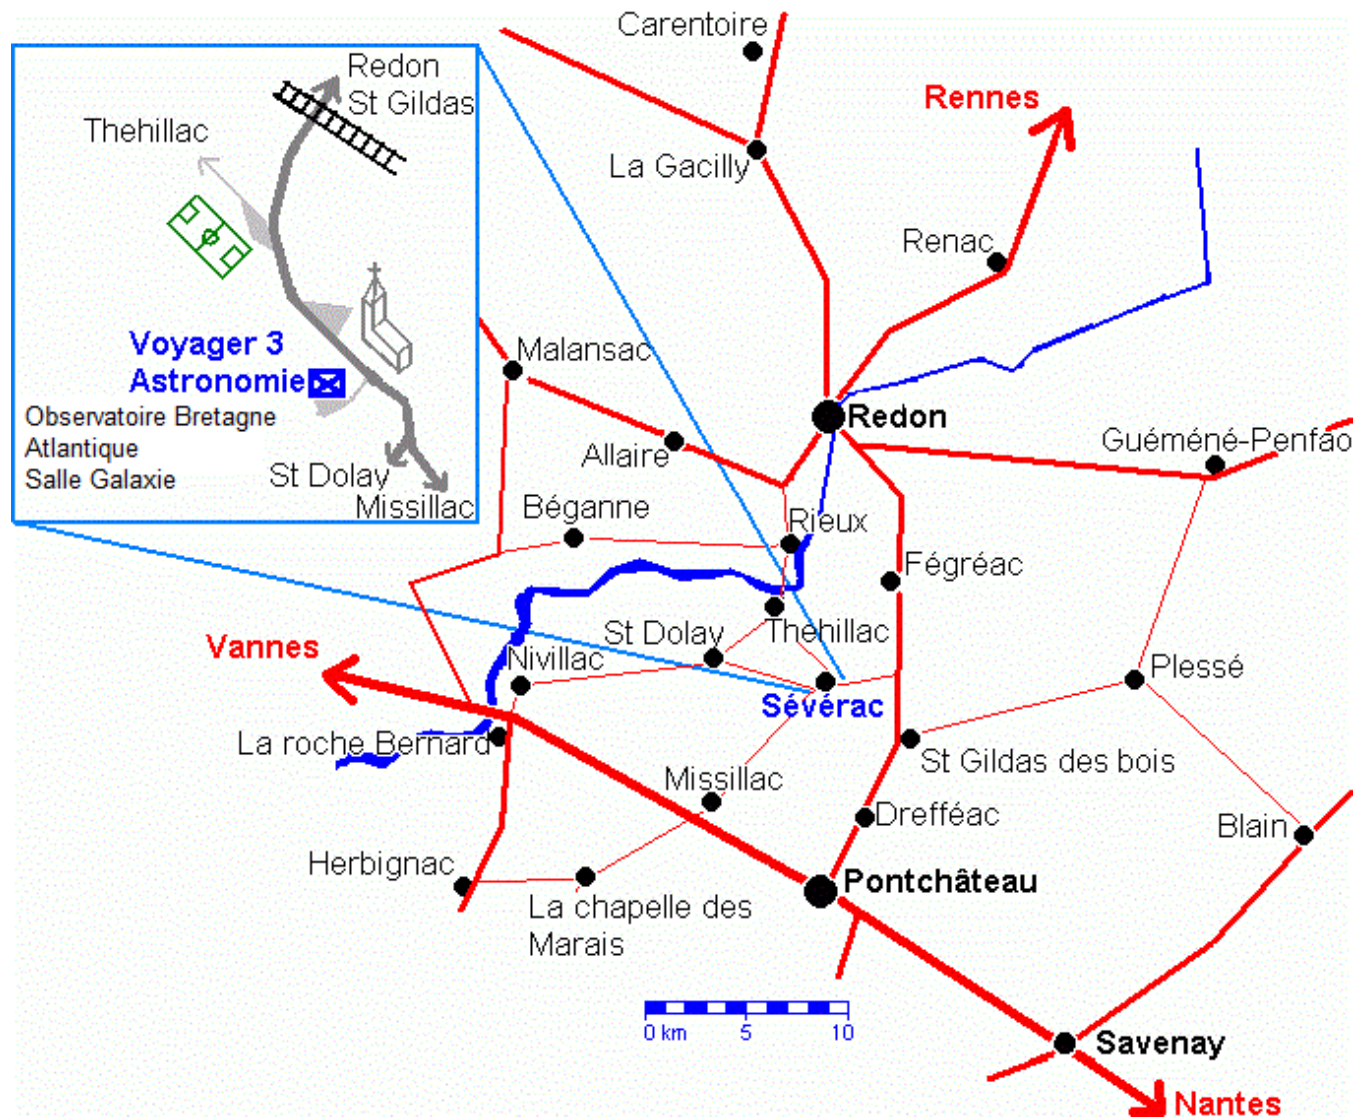 Carentoire
Redon
St Gildas
Rennes
Thehillac
La Gacilly
Renac
Voyager 3
Astronomie
Malansac
Observatoire Bretagne
Atlantique
Salle Galaxie
Redon
Allaire
Guéméné-Penfao
St Dolay
Missillac
Béganne
Rieux
Fégréac
Thehillac
St Dolay
Vannes
Nivillac
Plessé
Sévérac
La roche Bernard
St Gildas des bois
Missillac
Drefféac
Blain
Herbignac
Pontchâteau
La chapelle des
Marais
0 km 5 10
Savenay
Nantes